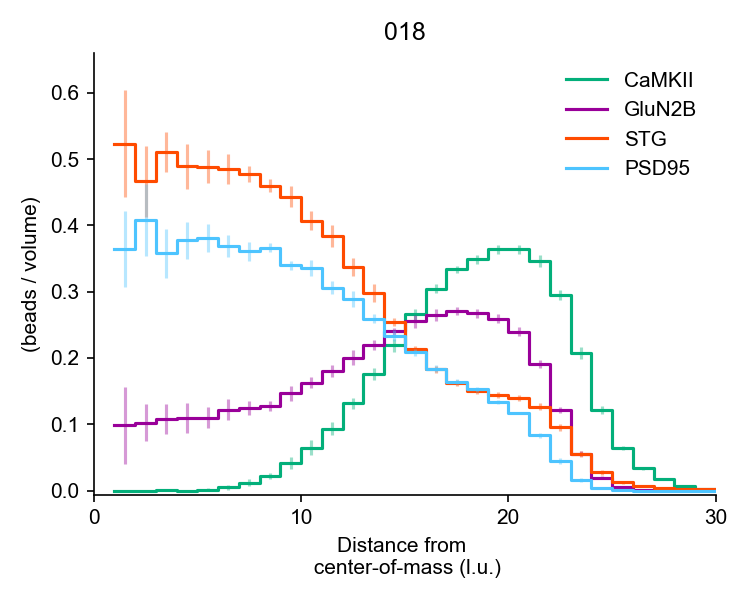 018
0.6
0.5
0.4
0.3
0.2
0.1
0.0
(beads / volume)
CaMKII
GluN2B
STG
PSD95
0
10
20
30
Distance from
center-of-mass (l.u.)